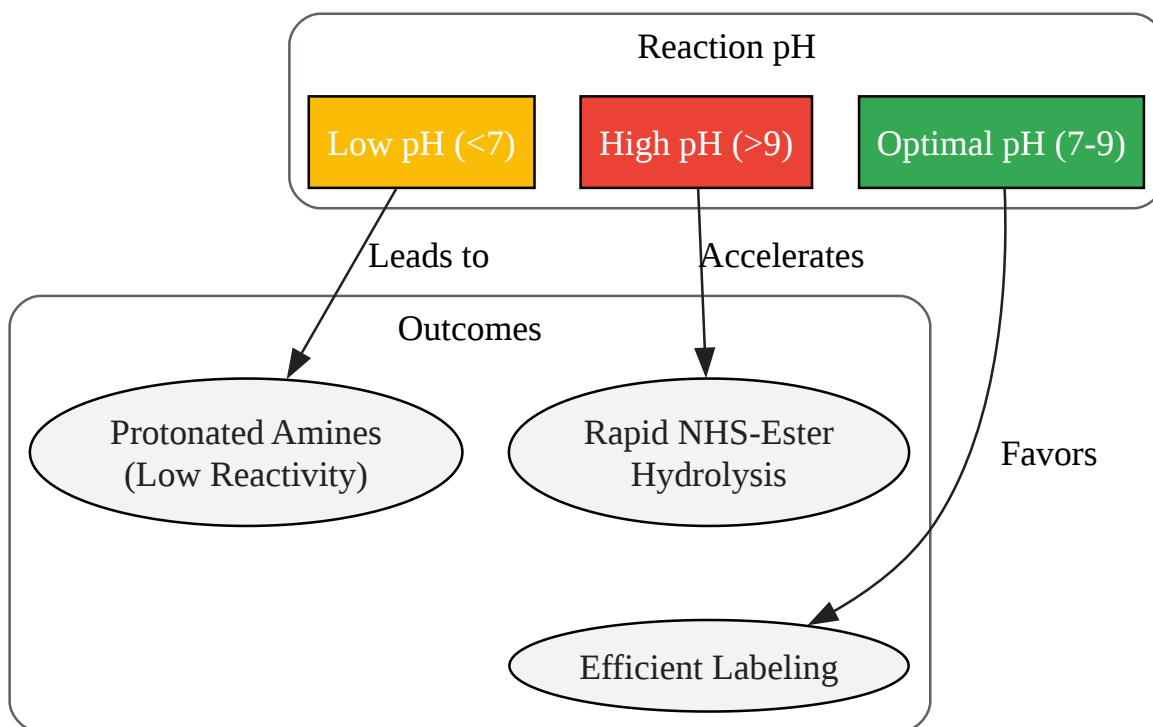 Reaction pH
Low pH (<7)
High pH (>9)
Optimal pH (7-9)
Leads to
Accelerates
Outcomes
Protonated Amines
(Low Reactivity)
Rapid NHS-Ester
Hydrolysis
Favors
Efficient Labeling